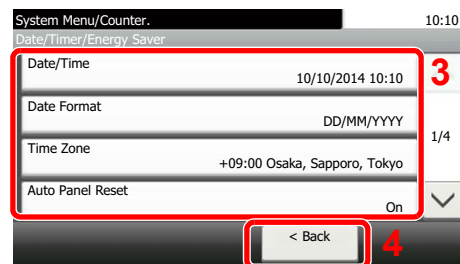 System Menu/Counter. 10:10
Date/Timer/Energy Saver
Date/Time
10/10/2014 10:10
3
Date Format
DD/MM/YYYY
1/4
Time Zone
+09:00 Osaka, Sapporo, Tokyo
Auto Panel Reset
On
< Back
4